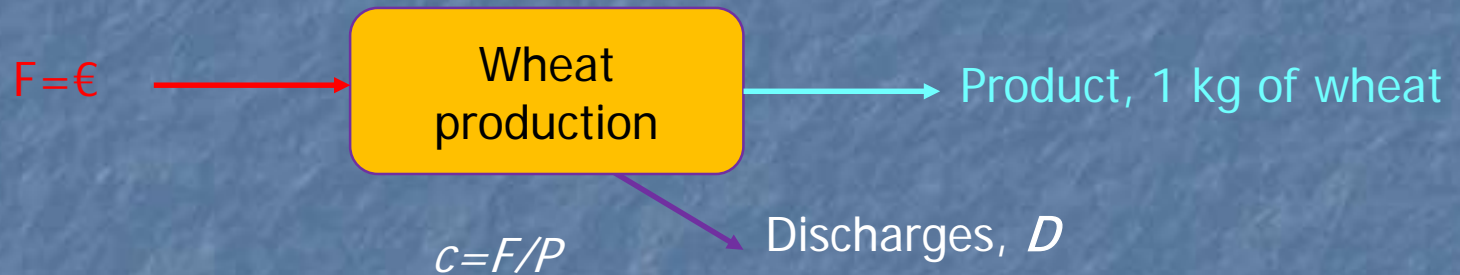 F=€
Wheat
production
Product, 1 kg of wheat
Discharges, D
c=F/P